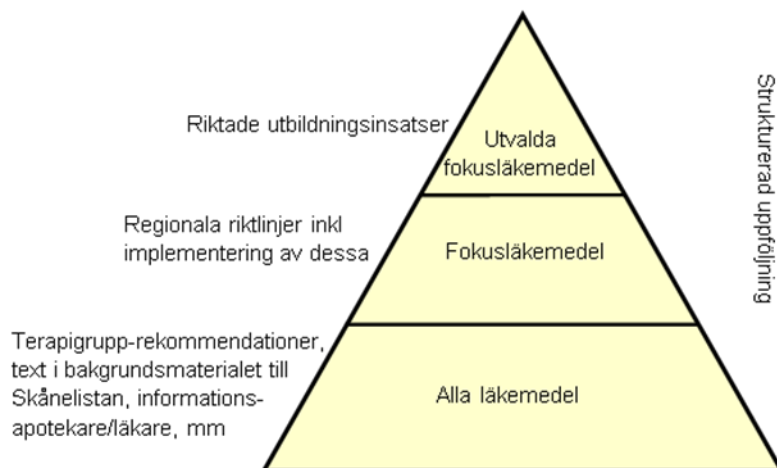 Riktade utbildningsinsatser
Utvalda
fokusläkemedel
Regionala riktlinjer inkl
implementering av dessa
Fokusläkemedel
Terapigrupp-rekommendationer,
text i bakgrundsmaterialet till
Skånelistan, informations-
apotekare/läkare, mm
Alla läkemedel
Strukturerad uppföljning